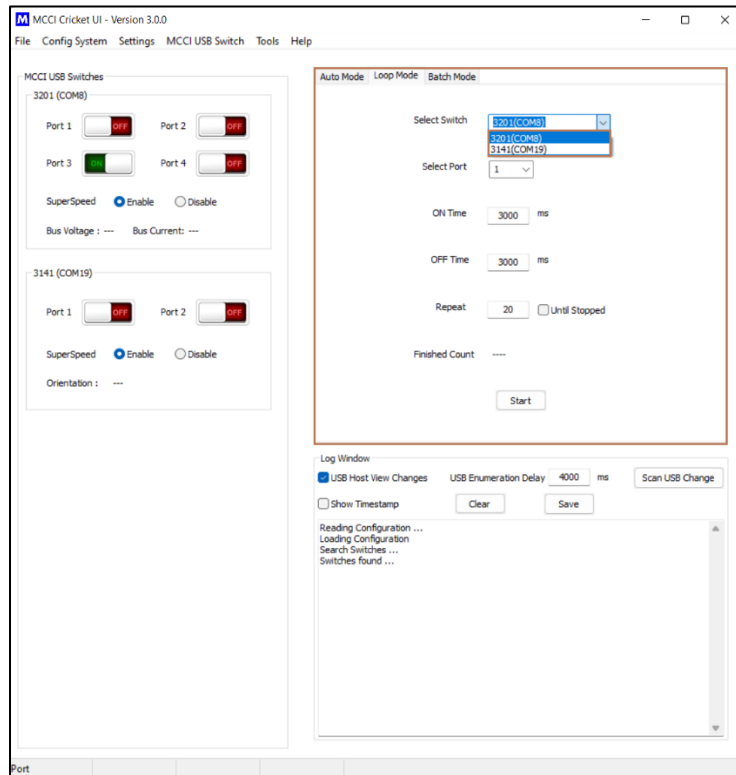 MCCI Cricket UI - Version 3.0.0
File Config System Settings MCCI USB Switch Tools Help
MCCI USB Switches
3201 (COM8)
Port 1 OFF Port 2 OFF
Port 3 ON Port 4 OFF
SuperSpeed Enable Disable
Bus Voltage : --- Bus Current: ---
3141 (COM19)
Port 1 OFF Port 2 OFF
SuperSpeed Enable Disable
Orientation : ---
Auto Mode Loop Mode Batch Mode
Select Switch 3201(COM8)
3201(COM8)
3141(COM19)
Select Port 1
ON Time 3000 ms
OFF Time 3000 ms
Repeat 20 Until Stopped
Finished Count ----
Start
Log Window
USB Host View Changes USB Enumeration Delay 4000 ms Scan USB Change
Show Timestamp Clear Save
Reading Configuration ...
Loading Configuration
Search Switches ...
Switches found ...
Port